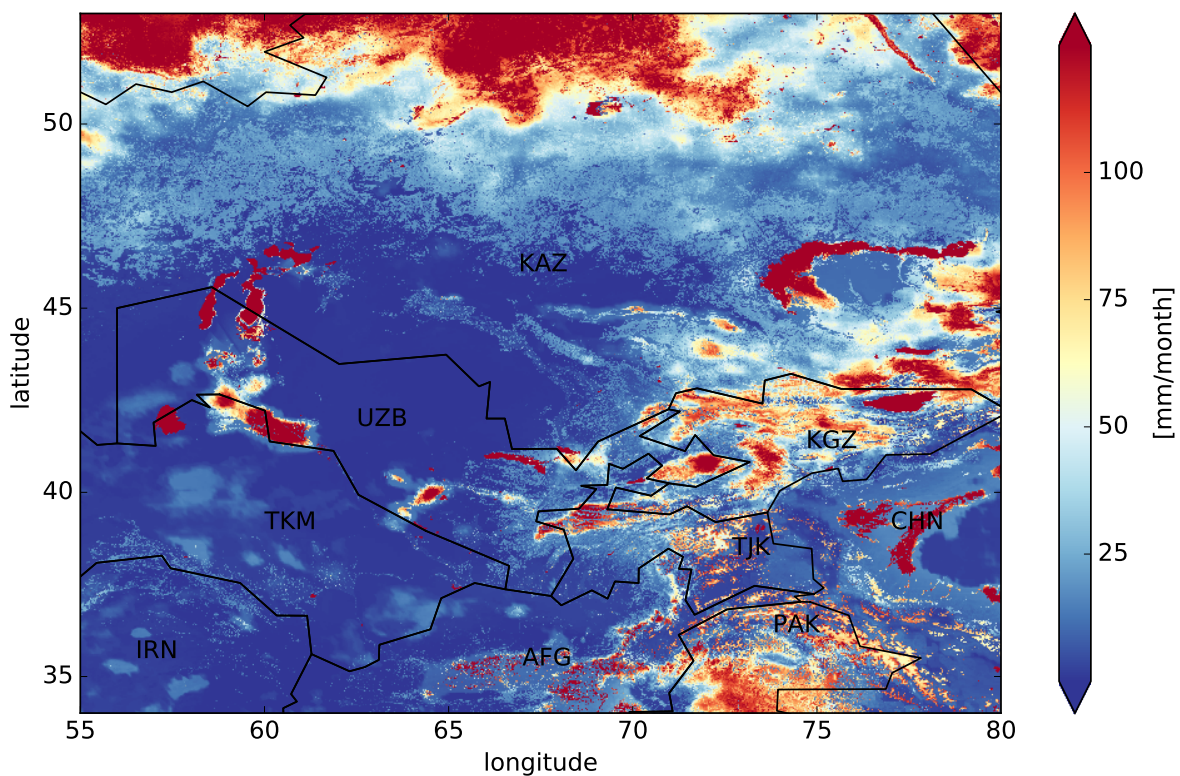 50
45
40
35
55
60
65
70
75
80
latitude
longitude
KAZ
UZB
KGZ
TKM
CHN
TJK
PAK
IRN
AFG
100
75
50
25
[mm/month]